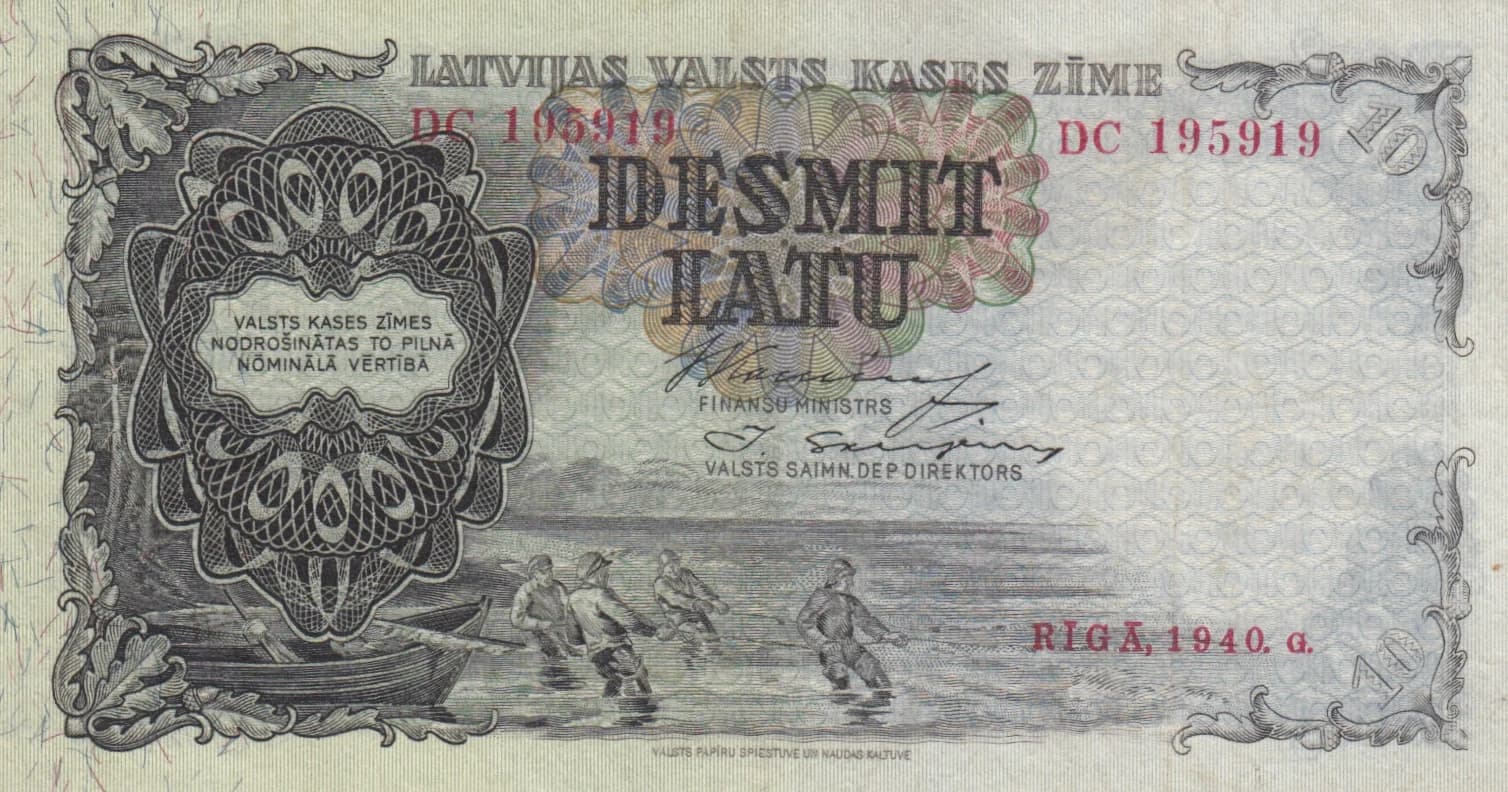 LATVIJAS VALSTS KASES ZĪME
DC 195919
DC 195919
10
DESMIT
LATU
VALSTS KASES ZĪMES
NODROŠINĀTAS TO PILNĀ
NŌMINĀLĀ VĒRTĪBĀ
FINANSU MINISTRS
VALSTS SAIMN. DEP DIREKTORS
RĪGĀ, 1940. G.
10
VALSTS PAPĪRU SPIESTUVE UN NAUDAS KALTUVE